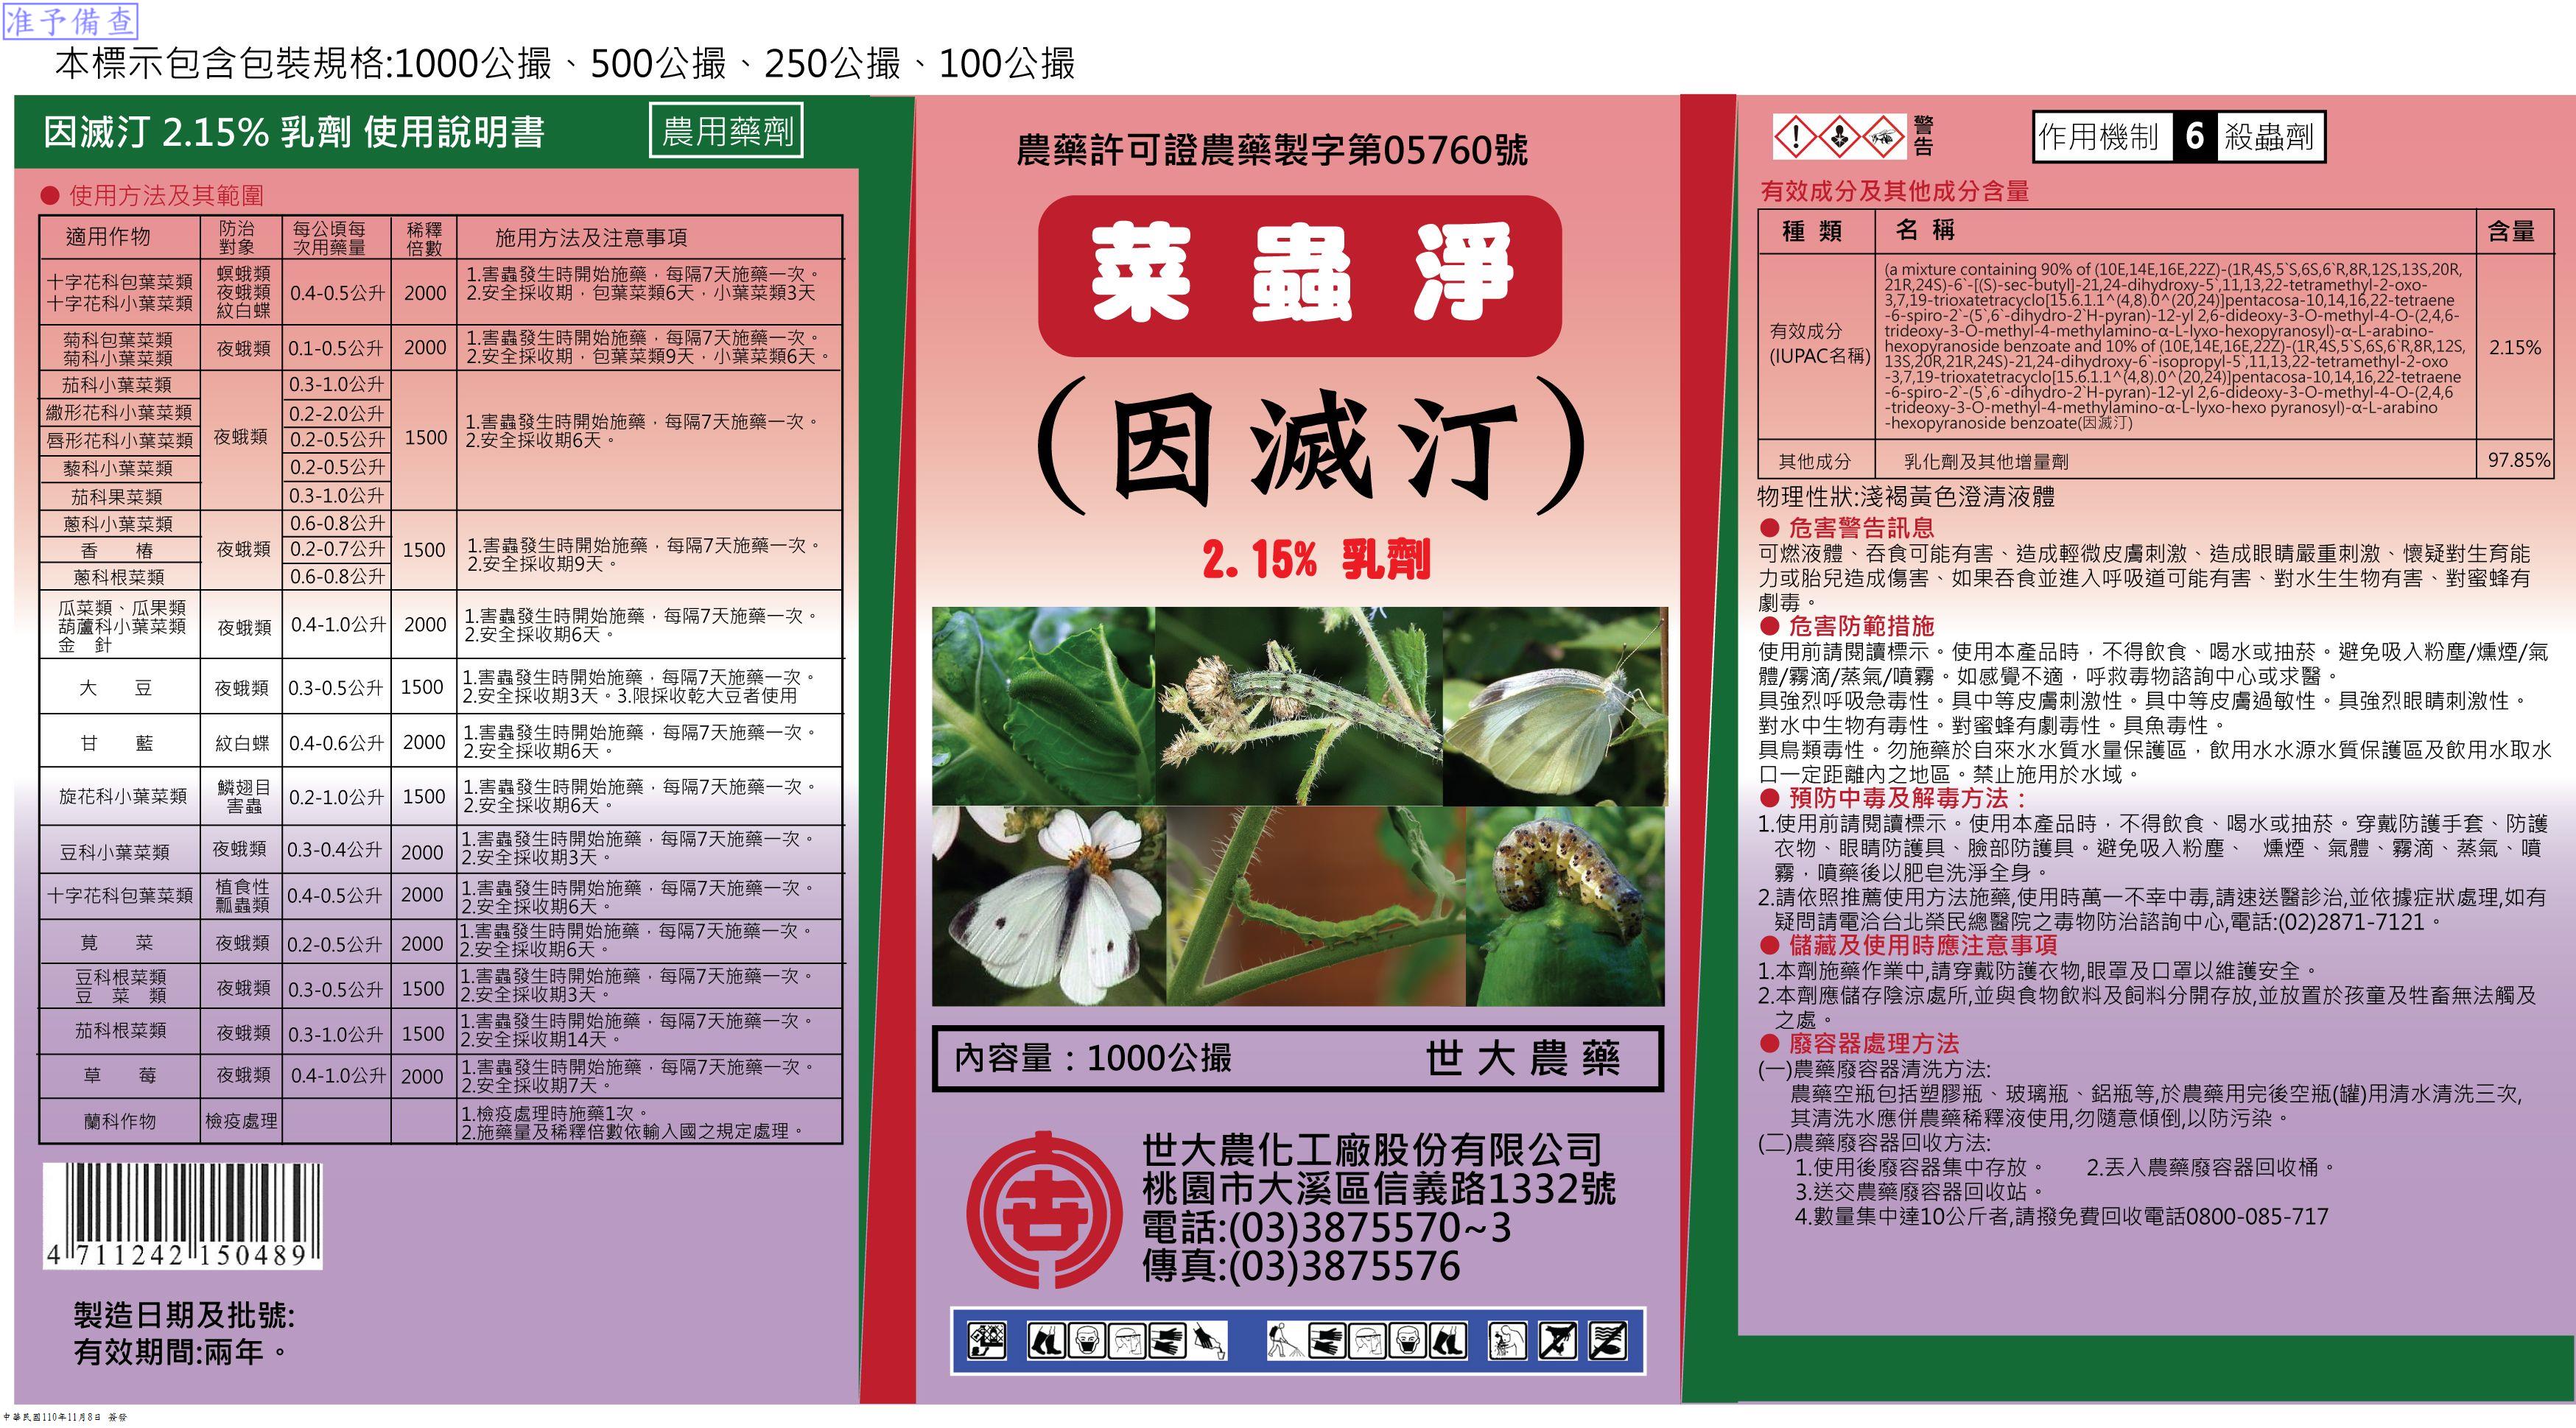 准予備查
本標示包含包裝規格:1000公撮、500公撮、250公撮、100公撮
因滅汀 2.15% 乳劑 使用說明書
農用藥劑
● 使用方法及其範圍
適用作物 防治對象 每公頃每次用藥量 稀釋倍數 施用方法及注意事項
十字花科包葉菜類
十字花科小葉菜類
螟蛾類
夜蛾類
紋白蝶
0.4-0.5公升 2000
1.害蟲發生時開始施藥，每隔7天施藥一次。
2.安全採收期，包葉菜類6天，小葉菜類3天
菊科包葉菜類
菊科小葉菜類
夜蛾類 0.1-0.5公升 2000
1.害蟲發生時開始施藥，每隔7天施藥一次。
2.安全採收期，包葉菜類9天，小葉菜類6天。
茄科小葉菜類 0.3-1.0公升
繖形花科小葉菜類 0.2-2.0公升
唇形花科小葉菜類 0.2-0.5公升
藜科小葉菜類 0.2-0.5公升
茄科果菜類 0.3-1.0公升
夜蛾類 1500
1.害蟲發生時開始施藥，每隔7天施藥一次。
2.安全採收期6天。
蔥科小葉菜類 0.6-0.8公升
香椿 0.2-0.7公升
蔥科根菜類 0.6-0.8公升
夜蛾類 1500
1.害蟲發生時開始施藥，每隔7天施藥一次。
2.安全採收期9天。
瓜菜類、瓜果類
葫蘆科小葉菜類
金 針
夜蛾類 0.4-1.0公升 2000
1.害蟲發生時開始施藥，每隔7天施藥一次。
2.安全採收期6天。
大 豆 夜蛾類 0.3-0.5公升 1500
1.害蟲發生時開始施藥，每隔7天施藥一次。
2.安全採收期3天。3.限採收乾大豆者使用
甘 藍 紋白蝶 0.4-0.6公升 2000
1.害蟲發生時開始施藥，每隔7天施藥一次。
2.安全採收期6天。
旋花科小葉菜類 鱗翅目害蟲 0.2-1.0公升 1500
1.害蟲發生時開始施藥，每隔7天施藥一次。
2.安全採收期6天。
豆科小葉菜類 夜蛾類 0.3-0.4公升 2000
1.害蟲發生時開始施藥，每隔7天施藥一次。
2.安全採收期3天。
十字花科包葉菜類 植食性瓢蟲類 0.4-0.5公升 2000
1.害蟲發生時開始施藥，每隔7天施藥一次。
2.安全採收期6天。
莧 菜 夜蛾類 0.2-0.5公升 2000
1.害蟲發生時開始施藥，每隔7天施藥一次。
2.安全採收期6天。
豆科根菜類
豆 菜 類
夜蛾類 0.3-0.5公升 1500
1.害蟲發生時開始施藥，每隔7天施藥一次。
2.安全採收期3天。
茄科根菜類 夜蛾類 0.3-1.0公升 1500
1.害蟲發生時開始施藥，每隔7天施藥一次。
2.安全採收期14天。
草 莓 夜蛾類 0.4-1.0公升 2000
1.害蟲發生時開始施藥，每隔7天施藥一次。
2.安全採收期7天。
蘭科作物 檢疫處理
1.檢疫處理時施藥1次。
2.施藥量及稀釋倍數依輸入國之規定處理。
4 711242 150489
製造日期及批號:
有效期間:兩年。
中華民國110年11月8日 簽發
農藥許可證農藥製字第05760號
菜蟲淨
(因滅汀)
2.15% 乳劑
內容量：1000公撮 世大農藥
世大農化工廠股份有限公司
桃園市大溪區信義路1332號
電話:(03)3875570~3
傳真:(03)3875576
警告
作用機制 6 殺蟲劑
有效成分及其他成分含量
種 類 名 稱 含量
有效成分
(IUPAC名稱)
(a mixture containing 90% of (10E,14E,16E,22Z)-(1R,4S,5`S,6S,6`R,8R,12S,13S,20R,
21R,24S)-6`-[(S)-sec-butyl]-21,24-dihydroxy-5`,11,13,22-tetramethyl-2-oxo-
3,7,19-trioxatetracyclo[15.6.1.1^(4,8).0^(20,24)]pentacosa-10,14,16,22-tetraene
-6-spiro-2`-(5`,6`-dihydro-2`H-pyran)-12-yl 2,6-dideoxy-3-O-methyl-4-O-(2,4,6-
trideoxy-3-O-methyl-4-methylamino-α-L-lyxo-hexopyranosyl)-α-L-arabino-
hexopyranoside benzoate and 10% of (10E,14E,16E,22Z)-(1R,4S,5`S,6S,6`R,8R,12S,
13S,20R,21R,24S)-21,24-dihydroxy-6`-isopropyl-5`,11,13,22-tetramethyl-2-oxo
-3,7,19-trioxatetracyclo[15.6.1.1^(4,8).0^(20,24)]pentacosa-10,14,16,22-tetraene
-6-spiro-2`-(5`,6`-dihydro-2`H-pyran)-12-yl 2,6-dideoxy-3-O-methyl-4-O-(2,4,6
-trideoxy-3-O-methyl-4-methylamino-α-L-lyxo-hexo pyranosyl)-α-L-arabino
-hexopyranoside benzoate(因滅汀)
2.15%
其他成分 乳化劑及其他增量劑 97.85%
物理性狀:淺褐黃色澄清液體
● 危害警告訊息
可燃液體、吞食可能有害、造成輕微皮膚刺激、造成眼睛嚴重刺激、懷疑對生育能
力或胎兒造成傷害、如果吞食並進入呼吸道可能有害、對水生生物有害、對蜜蜂有
劇毒。
● 危害防範措施
使用前請閱讀標示。使用本產品時，不得飲食、喝水或抽菸。避免吸入粉塵/燻煙/氣
體/霧滴/蒸氣/噴霧。如感覺不適，呼救毒物諮詢中心或求醫。
具強烈呼吸急毒性。具中等皮膚刺激性。具中等皮膚過敏性。具強烈眼睛刺激性。
對水中生物有毒性。對蜜蜂有劇毒性。具魚毒性。
具鳥類毒性。勿施藥於自來水水質水量保護區，飲用水水源水質保護區及飲用水取水
口一定距離內之地區。禁止施用於水域。
● 預防中毒及解毒方法：
1.使用前請閱讀標示。使用本產品時，不得飲食、喝水或抽菸。穿戴防護手套、防護
衣物、眼睛防護具、臉部防護具。避免吸入粉塵、 燻煙、氣體、霧滴、蒸氣、噴
霧，噴藥後以肥皂洗淨全身。
2.請依照推薦使用方法施藥,使用時萬一不幸中毒,請速送醫診治,並依據症狀處理,如有
疑問請電洽台北榮民總醫院之毒物防治諮詢中心,電話:(02)2871-7121。
● 儲藏及使用時應注意事項
1.本劑施藥作業中,請穿戴防護衣物,眼罩及口罩以維護安全。
2.本劑應儲存陰涼處所,並與食物飲料及飼料分開存放,並放置於孩童及牲畜無法觸及
之處。
● 廢容器處理方法
(一)農藥廢容器清洗方法:
農藥空瓶包括塑膠瓶、玻璃瓶、鋁瓶等,於農藥用完後空瓶(罐)用清水清洗三次,
其清洗水應併農藥稀釋液使用,勿隨意傾倒,以防污染。
(二)農藥廢容器回收方法:
1.使用後廢容器集中存放。 2.丟入農藥廢容器回收桶。
3.送交農藥廢容器回收站。
4.數量集中達10公斤者,請撥免費回收電話0800-085-717